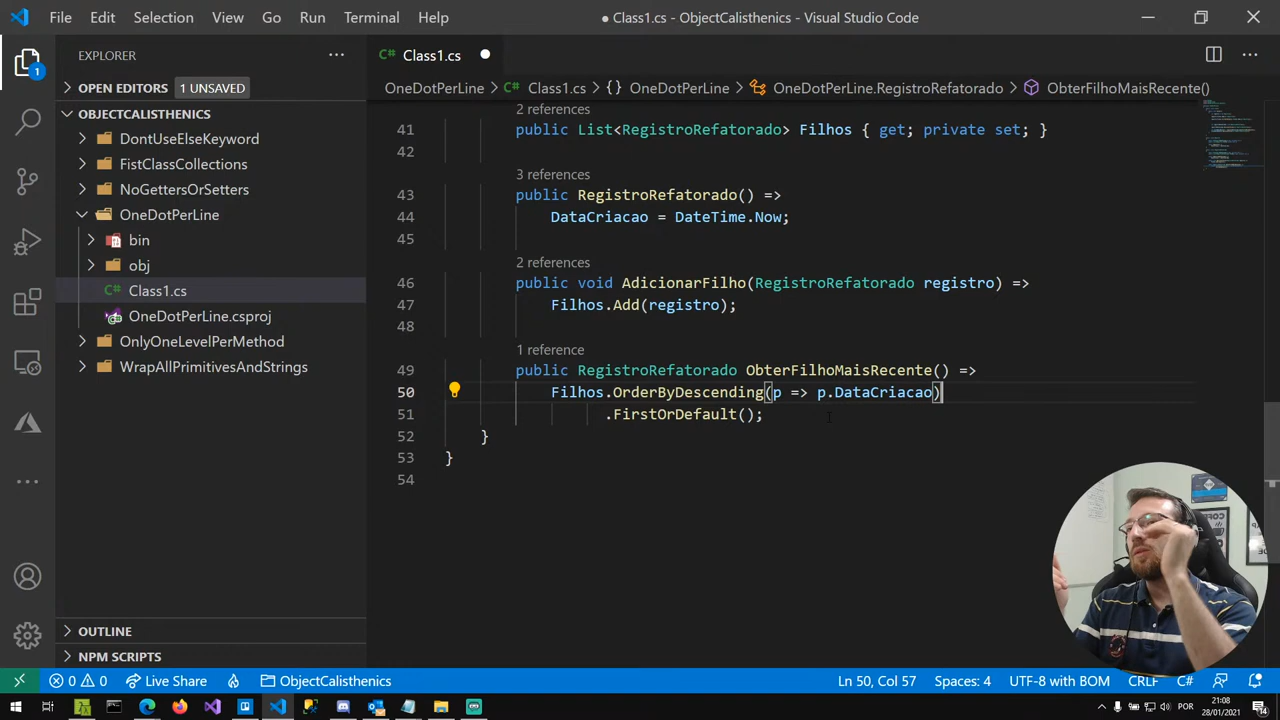 File Edit Selection View Go Run Terminal Help ● Class1.cs - ObjectCalisthenics - Visual Studio Code
EXPLORER
C# Class1.cs
1
OPEN EDITORS 1 UNSAVED
OneDotPerLine > C# Class1.cs > {} OneDotPerLine > OneDotPerLine.RegistroRefatorado > ObterFilhoMaisRecente()
OBJECTCALISTHENICS
DontUseElseKeyword
FistClassCollections
NoGettersOrSetters
OneDotPerLine
bin
obj
C# Class1.cs
OneDotPerLine.csproj
OnlyOneLevelPerMethod
WrapAllPrimitivesAndStrings
OUTLINE
NPM SCRIPTS
2 references
41 public List<RegistroRefatorado> Filhos { get; private set; }
42
3 references
43 public RegistroRefatorado() =>
44 DataCriacao = DateTime.Now;
45
2 references
46 public void AdicionarFilho(RegistroRefatorado registro) =>
47 Filhos.Add(registro);
48
1 reference
49 public RegistroRefatorado ObterFilhoMaisRecente() =>
50 Filhos.OrderByDescending(p => p.DataCriacao)
51 .FirstOrDefault();
52 }
53 }
54
0 0 Live Share ObjectCalisthenics Ln 50, Col 57 Spaces: 4 UTF-8 with BOM CRLF C#
POR 21:08
28/01/2021 14